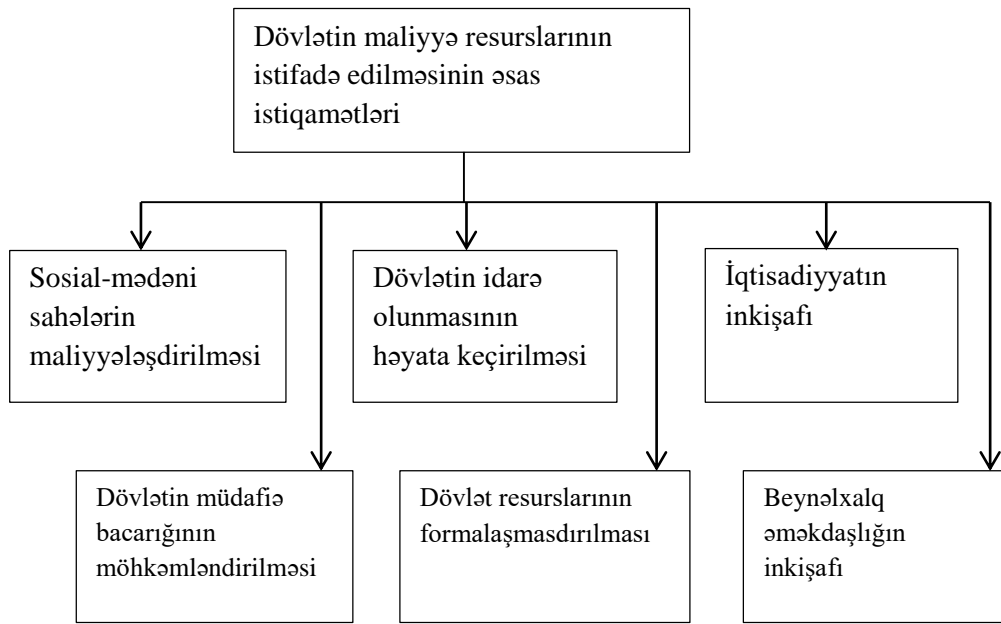 Dövlətin maliyyə resurslarının
istifadə edilməsinin əsas
istiqamətləri
Sosial-mədəni
sahələrin
maliyyələşdirilməsi
Dövlətin idarə
olunmasının
həyata keçirilməsi
İqtisadiyyatın
inkişafı
Dövlətin müdafiə
bacarığının
möhkəmləndirilməsi
Dövlət resurslarının
formalaşmasdırılması
Beynəlxalq
əməkdaşlığın
inkişafı